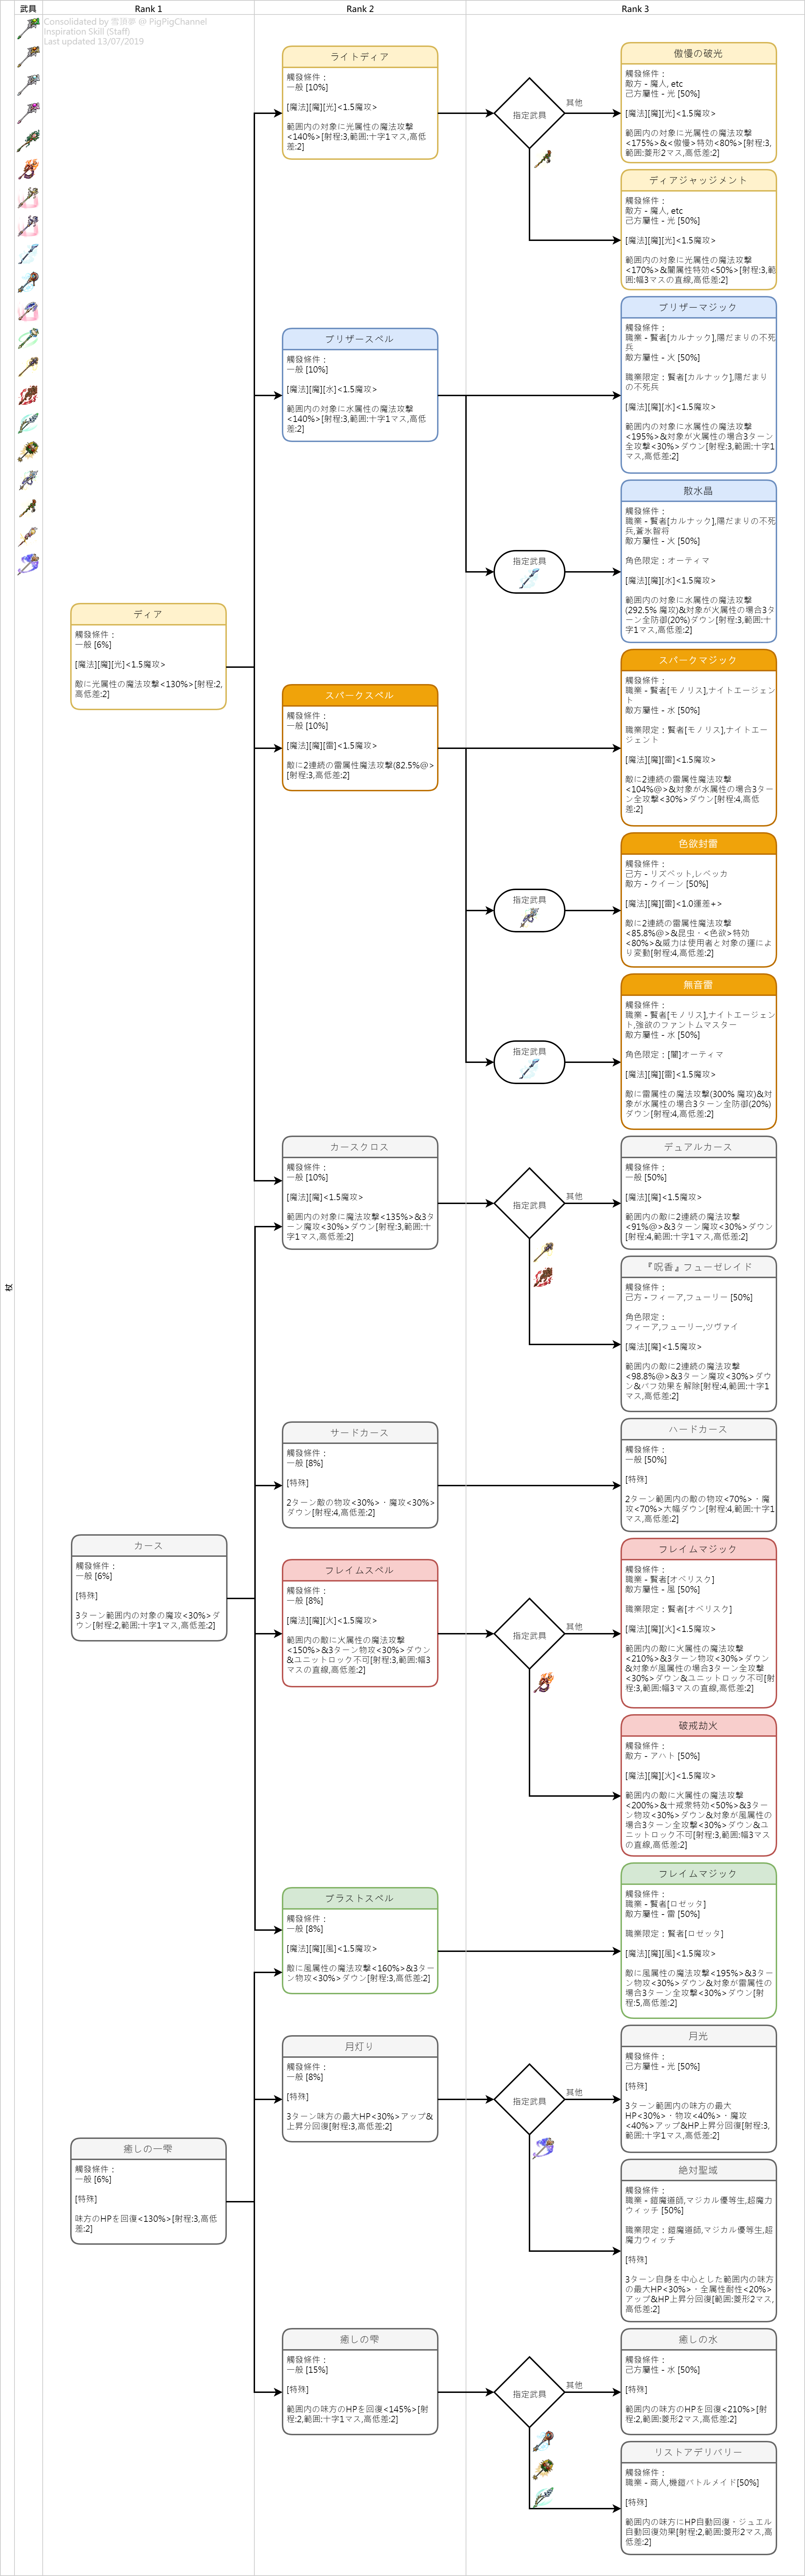 武具
Rank 1
Rank 2
Rank 3
Consolidated by 雪領夢 @ PigPigChannel
Inspiration Skill (Staff)
Last updated 13/07/2019
杖
ディア
觸發條件：
一般 [6%]
[魔法][魔][光]<1.5魔攻>
敵に光属性の魔法攻撃<130%>[射程:2,
高低差:2]
カース
觸發條件：
一般 [6%]
[特殊]
3ターン範囲内の対象の魔攻<30%>ダ
ウン[射程:2,範囲:十字1マス,高低差:2]
癒しの一雫
觸發條件：
一般 [6%]
[特殊]
味方のHPを回復<130%>[射程:3,高低
差:2]
ライトディア
觸發條件：
一般 [10%]
[魔法][魔][光]<1.5魔攻>
範囲内の対象に光属性の魔法攻撃
<140%>[射程:3,範囲:十字1マス,高低
差:2]
ブリザースペル
觸發條件：
一般 [10%]
[魔法][魔][水]<1.5魔攻>
範囲内の対象に水属性の魔法攻撃
<140%>[射程:3,範囲:十字1マス,高低
差:2]
スパークスペル
觸發條件：
一般 [10%]
[魔法][魔][雷]<1.5魔攻>
敵に2連続の雷属性魔法攻撃(82.5%@>
[射程:3,高低差:2]
カースクロス
觸發條件：
一般 [10%]
[魔法][魔]<1.5魔攻>
範囲内の対象に魔法攻撃<135%>&3タ
ーン魔攻<30%>ダウン[射程:3,範囲:十
字1マス,高低差:2]
サードカース
觸發條件：
一般 [8%]
[特殊]
2ターン敵の物攻<30%>・魔攻<30%>
ダウン[射程:4,高低差:2]
フレイムスペル
觸發條件：
一般 [8%]
[魔法][魔][火]<1.5魔攻>
範囲内の敵に火属性の魔法攻撃
<150%>&3ターン物攻<30%>ダウン
&ユニットロック不可[射程:3,範囲:幅3
マスの直線,高低差:2]
ブラストスペル
觸發條件：
一般 [8%]
[魔法][魔][風]<1.5魔攻>
敵に風属性の魔法攻撃<160%>&3ター
ン物攻<30%>ダウン[射程:3,高低差:2]
月灯り
觸發條件：
一般 [8%]
[特殊]
3ターン味方の最大HP<30%>アップ&
上昇分回復[射程:3,高低差:2]
癒しの雫
觸發條件：
一般 [15%]
[特殊]
範囲内の味方のHPを回復<145%>[射
程:2,範囲:十字1マス,高低差:2]
指定武具
其他
傲慢の破光
觸發條件：
敵方 - 魔人, etc
己方屬性 - 光 [50%]
[魔法][魔][光]<1.5魔攻>
範囲内の対象に光属性の魔法攻撃
<175%>&<傲慢>特効<80%>[射程:3,
範囲:菱形2マス,高低差:2]
ディアジャッジメント
觸發條件：
敵方 - 魔人, etc
己方屬性 - 光 [50%]
[魔法][魔][光]<1.5魔攻>
範囲内の対象に光属性の魔法攻撃
<170%>&闇属性特効<50%>[射程:3,範
囲:幅3マスの直線,高低差:2]
ブリザーマジック
觸發條件：
職業 - 賢者[カルナック],陽だまりの不死
兵
敵方屬性 - 火 [50%]
職業限定：賢者[カルナック],陽だまり
の不死兵
[魔法][魔][水]<1.5魔攻>
範囲内の対象に水属性の魔法攻撃
<195%>&対象が火属性の場合3ターン
全攻撃<30%>ダウン[射程:3,範囲:十字1
マス,高低差:2]
指定武具
散水晶
觸發條件：
職業 - 賢者[カルナック],陽だまりの不死
兵,蒼氷智将
敵方屬性 - 火 [50%]
角色限定：オーティマ
[魔法][魔][水]<1.5魔攻>
範囲内の対象に水属性の魔法攻撃
(292.5% 魔攻)&対象が火属性の場合3タ
ーン全防御(20%)ダウン[射程:3,範囲:十
字1マス,高低差:2]
スパークマジック
觸發條件：
職業 - 賢者[モノリス],ナイトエージェン
ト
敵方屬性 - 水 [50%]
職業限定：賢者[モノリス],ナイトエー
ジェント
[魔法][魔][雷]<1.5魔攻>
敵に2連続の雷属性魔法攻撃
<104%@>&対象が水属性の場合3ター
ン全攻撃<30%>ダウン[射程:4,高低
差:2]
指定武具
色欲封雷
觸發條件：
己方 - リズベット,レベッカ
敵方 - クイーン [50%]
[魔法][魔][雷]<1.0運差+>
敵に2連続の雷属性魔法攻撃
<85.8%@>&昆虫・<色欲>特効
<80%>&威力は使用者と対象の運によ
り変動[射程:4,高低差:2]
指定武具
無音雷
觸發條件：
職業 - 賢者[モノリス],ナイトエージェン
ト,強欲のファントムマスター
敵方屬性 - 水 [50%]
角色限定：[闇]オーティマ
[魔法][魔][雷]<1.5魔攻>
敵に雷属性の魔法攻撃(300% 魔攻)&対
象が水属性の場合3ターン全防御(20%)
ダウン[射程:4,高低差:2]
指定武具
其他
デュアルカース
觸發條件：
一般 [50%]
[魔法][魔]<1.5魔攻>
範囲内の敵に2連続の魔法攻撃
<91%@>&3ターン魔攻<30%>ダウン
[射程:4,範囲:十字1マス,高低差:2]
『呪香』フューゼレイド
觸發條件：
己方 - フィーア,フューリー [50%]
角色限定：
フィーア,フューリー,ツヴァイ
[魔法][魔]<1.5魔攻>
範囲内の敵に2連続の魔法攻撃
<98.8%@>&3ターン魔攻<30%>ダウ
ン&バフ効果を解除[射程:4,範囲:十字1
マス,高低差:2]
ハードカース
觸發條件：
一般 [50%]
[特殊]
2ターン範囲内の敵の物攻<70%>・魔
攻<70%>大幅ダウン[射程:4,範囲:十字1
マス,高低差:2]
指定武具
其他
フレイムマジック
觸發條件：
職業 - 賢者[オベリスク]
敵方屬性 - 風 [50%]
職業限定：賢者[オベリスク]
[魔法][魔][火]<1.5魔攻>
範囲内の敵に火属性の魔法攻撃
<210%>&3ターン物攻<30%>ダウン
&対象が風属性の場合3ターン全攻撃
<30%>ダウン&ユニットロック不可[射
程:3,範囲:幅3マスの直線,高低差:2]
破戒劫火
觸發條件：
敵方 - アハト [50%]
[魔法][魔][火]<1.5魔攻>
範囲内の敵に火属性の魔法攻撃
<200%>&十戒衆特効<50%>&3ター
ン物攻<30%>ダウン&対象が風属性の
場合3ターン全攻撃<30%>ダウン&ユ
ニットロック不可[射程:3,範囲:幅3マス
の直線,高低差:2]
フレイムマジック
觸發條件：
職業 - 賢者[ロゼッタ]
敵方屬性 - 雷 [50%]
職業限定：賢者[ロゼッタ]
[魔法][魔][風]<1.5魔攻>
敵に風属性の魔法攻撃<195%>&3ター
ン物攻<30%>ダウン&対象が雷属性の
場合3ターン全攻撃<30%>ダウン[射
程:5,高低差:2]
指定武具
其他
月光
觸發條件：
己方屬性 - 光 [50%]
[特殊]
3ターン範囲内の味方の最大
HP<30%>・物攻<40%>・魔攻
<40%>アップ&HP上昇分回復[射程:3,
範囲:十字1マス,高低差:2]
絶対聖域
觸發條件：
職業 - 鎧魔道師,マジカル優等生,超魔力
ウィッチ [50%]
職業限定：鎧魔道師,マジカル優等生,超
魔力ウィッチ
[特殊]
3ターン自身を中心とした範囲内の味方
の最大HP<30%>・全属性耐性<20%>
アップ&HP上昇分回復[範囲:菱形2マス,
高低差:2]
指定武具
其他
癒しの水
觸發條件：
己方屬性 - 水 [50%]
[特殊]
範囲内の味方のHPを回復<210%>[射
程:2,範囲:菱形2マス,高低差:2]
リストアデリバリー
觸發條件：
職業 - 商人,機鎧バトルメイド[50%]
[特殊]
範囲内の味方にHP自動回復・ジュエル
自動回復効果[射程:2,範囲:菱形2マス,高
低差:2]